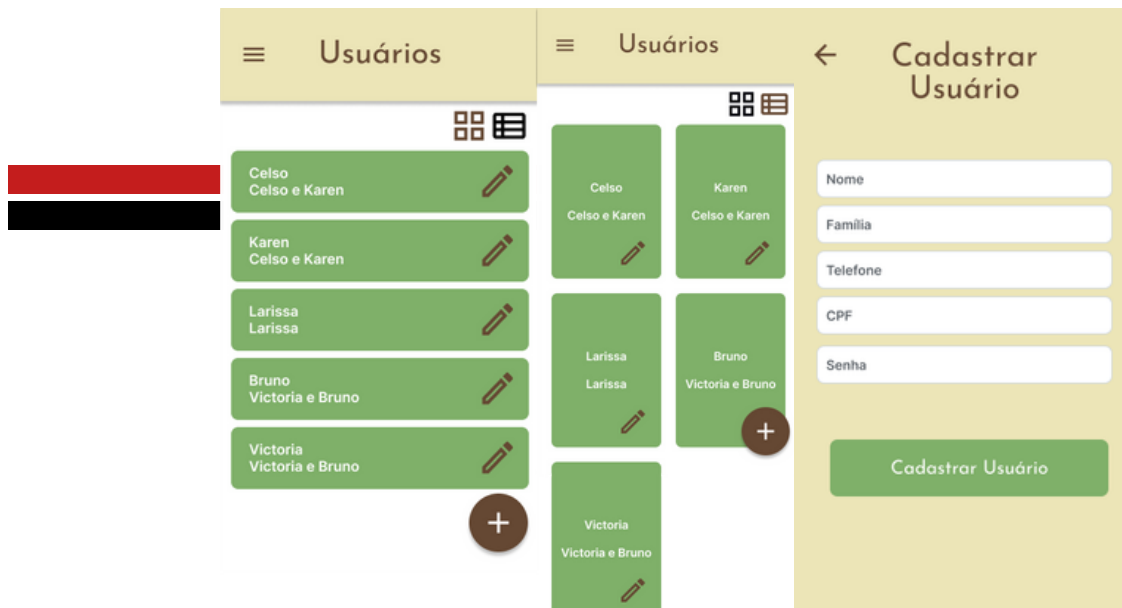 Usuários
Celso
Celso e Karen
Karen
Celso e Karen
Larissa
Larissa
Bruno
Victoria e Bruno
Victoria
Victoria e Bruno
Usuários
Celso
Celso e Karen
Karen
Celso e Karen
Larissa
Larissa
Bruno
Victoria e Bruno
Victoria
Victoria e Bruno
Cadastrar
Usuário
Nome
Família
Telefone
CPF
Senha
Cadastrar Usuário